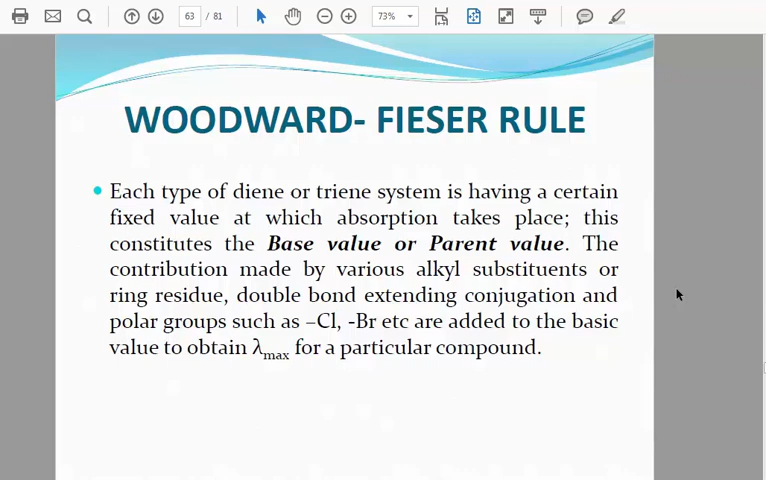 63 / 81 73%
WOODWARD- FIESER RULE
Each type of diene or triene system is having a certain
fixed value at which absorption takes place; this
constitutes the Base value or Parent value. The
contribution made by various alkyl substituents or
ring residue, double bond extending conjugation and
polar groups such as –Cl, -Br etc are added to the basic
value to obtain λmax for a particular compound.